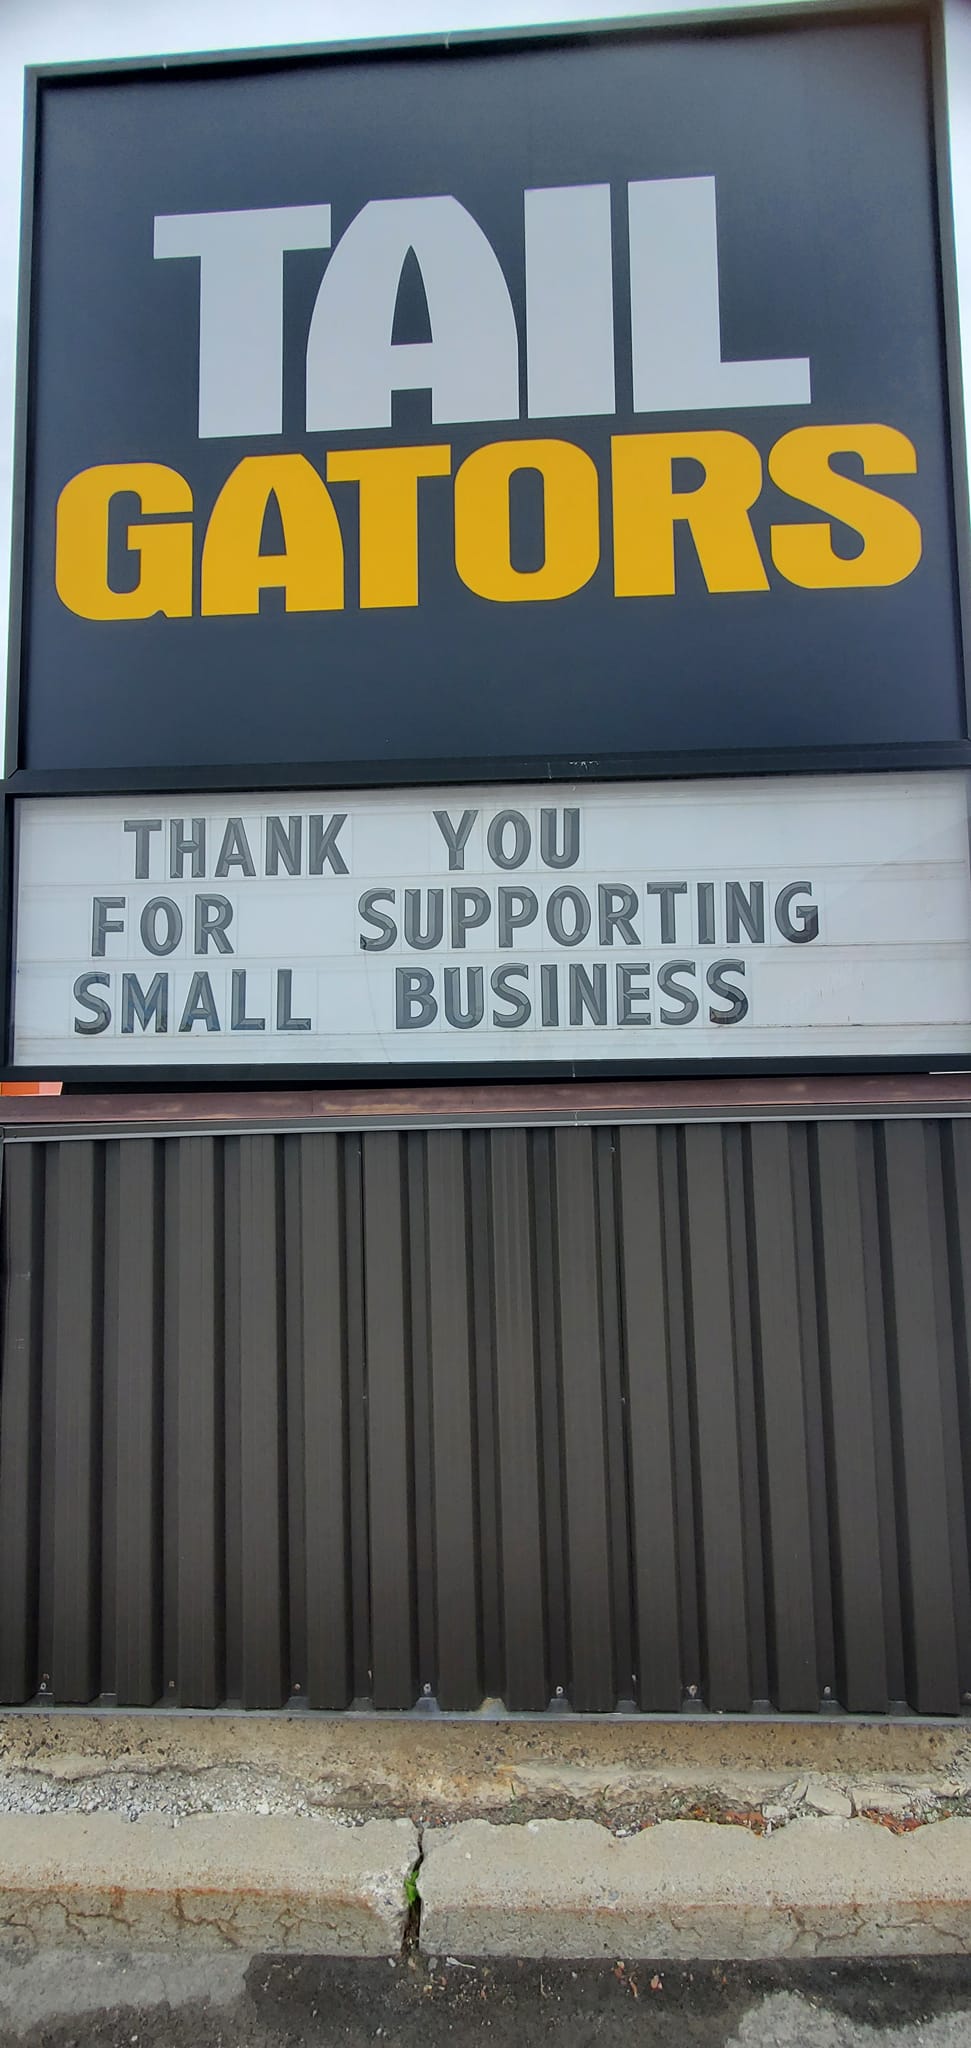 TAIL
GATORS
THANK YOU
FOR SUPPORTING
SMALL BUSINESS